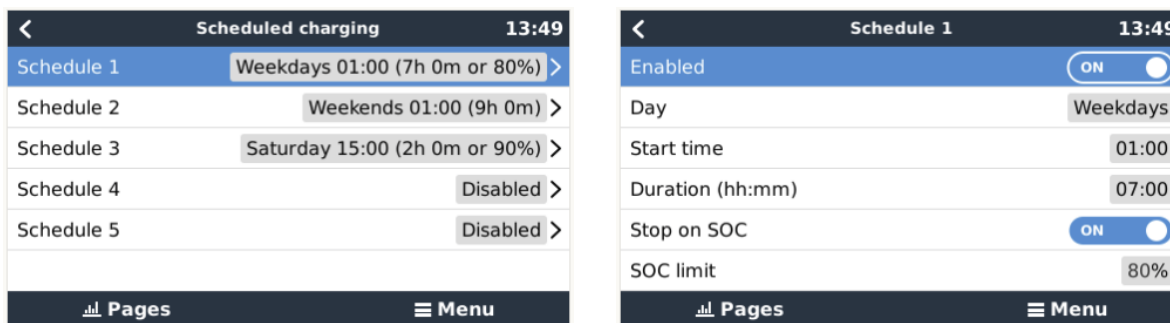 Scheduled charging 13:49
Schedule 1 Weekdays 01:00 (7h 0m or 80%)
Schedule 2 Weekends 01:00 (9h 0m)
Schedule 3 Saturday 15:00 (2h 0m or 90%)
Schedule 4 Disabled
Schedule 5 Disabled
Pages Menu
Schedule 1 13:49
Enabled ON
Day Weekdays
Start time 01:00
Duration (hh:mm) 07:00
Stop on SOC ON
SOC limit 80%
Pages Menu